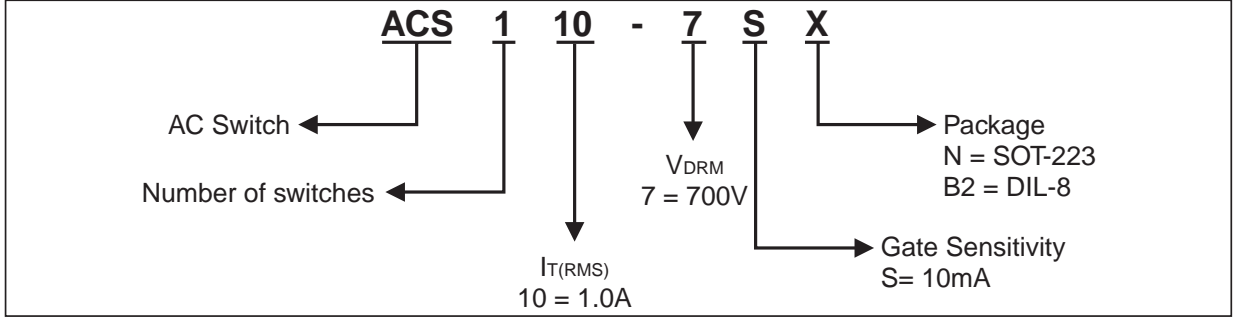 ACS 1 10 - 7 S X
AC Switch
Number of switches
IT(RMS)
10 = 1.0A
VDRM
7 = 700V
Package
N = SOT-223
B2 = DIL-8
Gate Sensitivity
S= 10mA